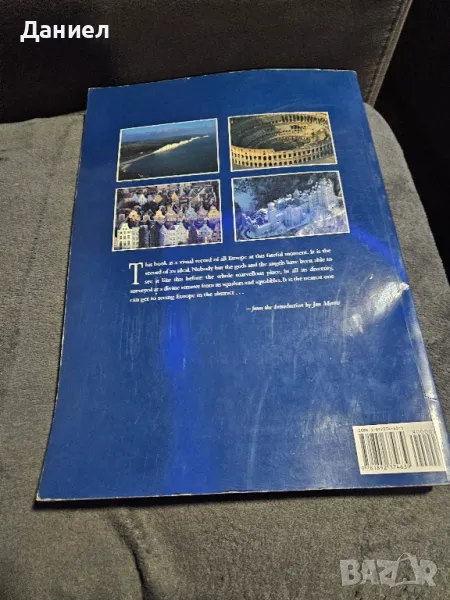 Даниел
This book is a visual record of all Europe at this fateful moment. It is the
record of an ideal. Nobody but the gods and the angels have been able to
see it like this before the whole marvellous place, in all its diversity,
surveyed at a divine remove from its squalors and squabbles. It is the nearest one
can get to seeing Europe in the abstract . . .
– from the Introduction by Jan Morris
ISBN
BAZAR